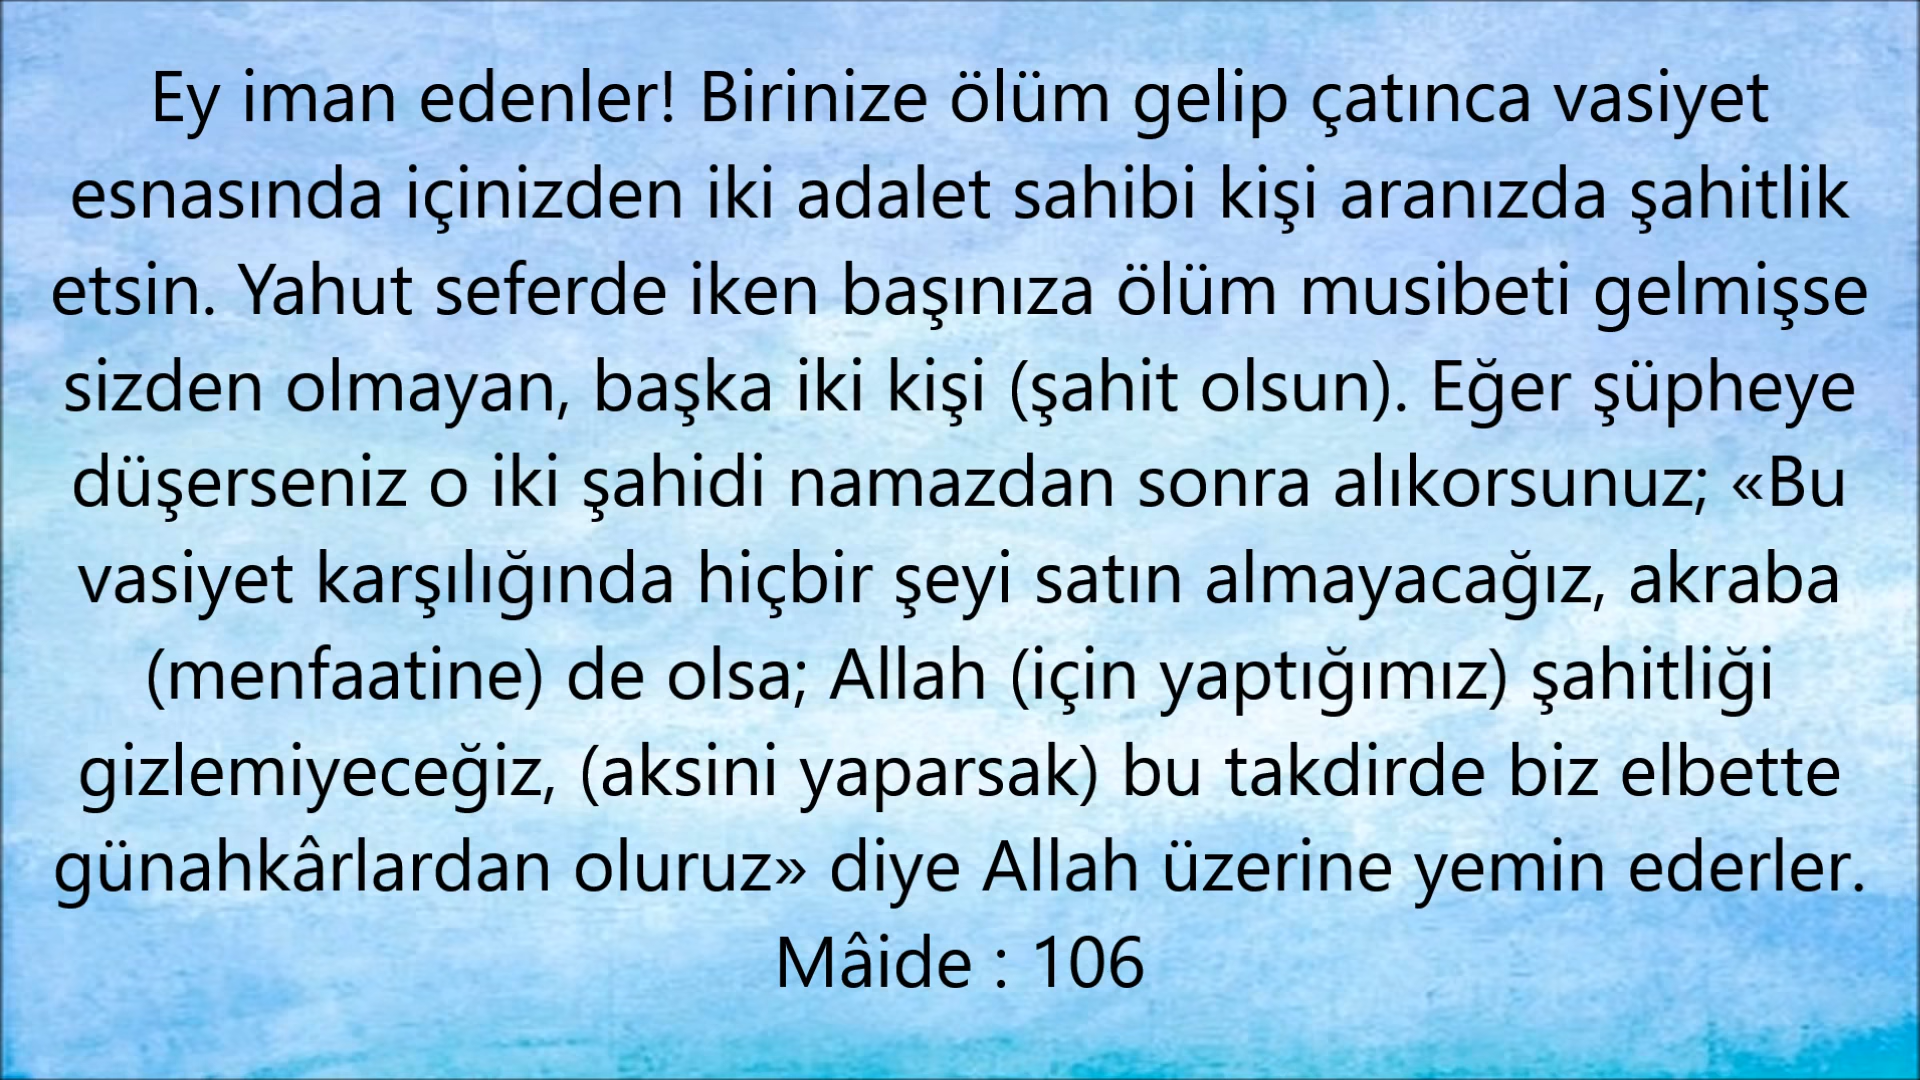 Ey iman edenler! Birinize ölüm gelip çatınca vasiyet
esnasında içinizden iki adalet sahibi kişi aranızda şahitlik
etsin. Yahut seferde iken başınıza ölüm musibeti gelmişse
sizden olmayan, başka iki kişi (şahit olsun). Eğer şüpheye
düşerseniz o iki şahidi namazdan sonra alıkorsunuz; «Bu
vasiyet karşılığında hiçbir şeyi satın almayacağız, akraba
(menfaatine) de olsa; Allah (için yaptığımız) şahitliği
gizlemiyeceğiz, (aksini yaparsak) bu takdirde biz elbette
günahkârlardan oluruz» diye Allah üzerine yemin ederler.
Mâide : 106